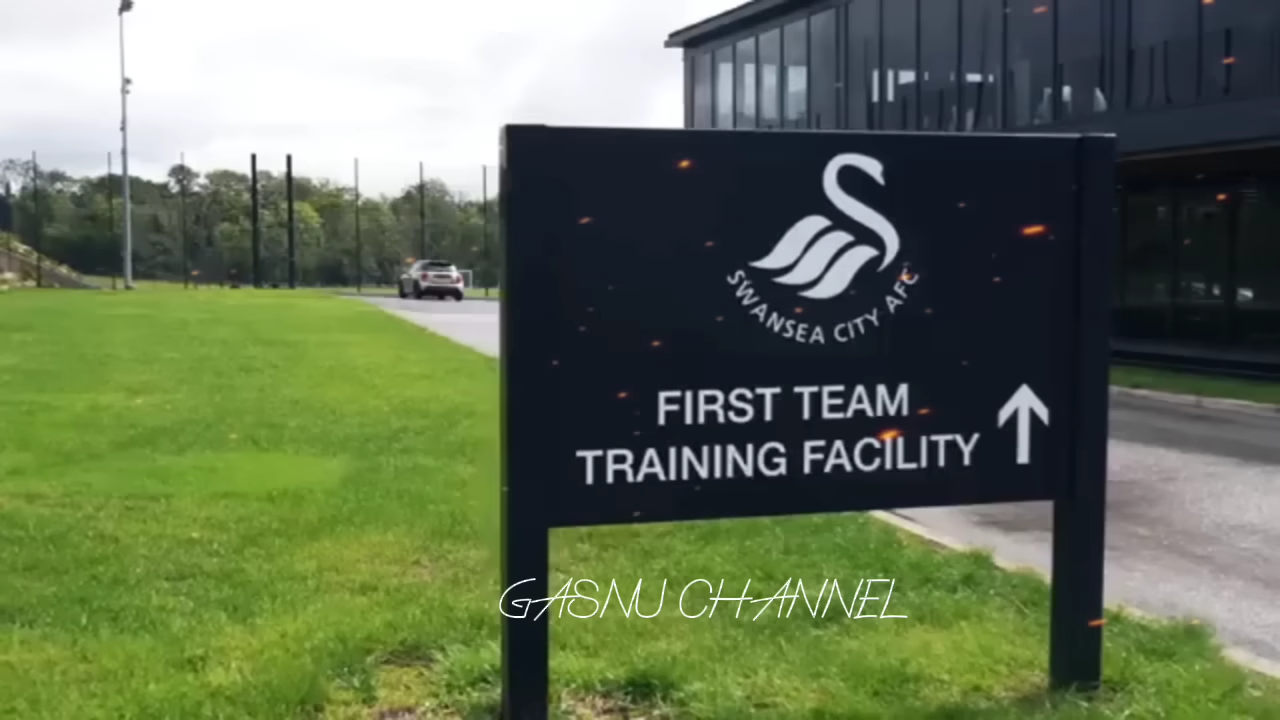 SWANSEA CITY AFC
FIRST TEAM
TRAINING FACILITY
GASNU CHANNEL